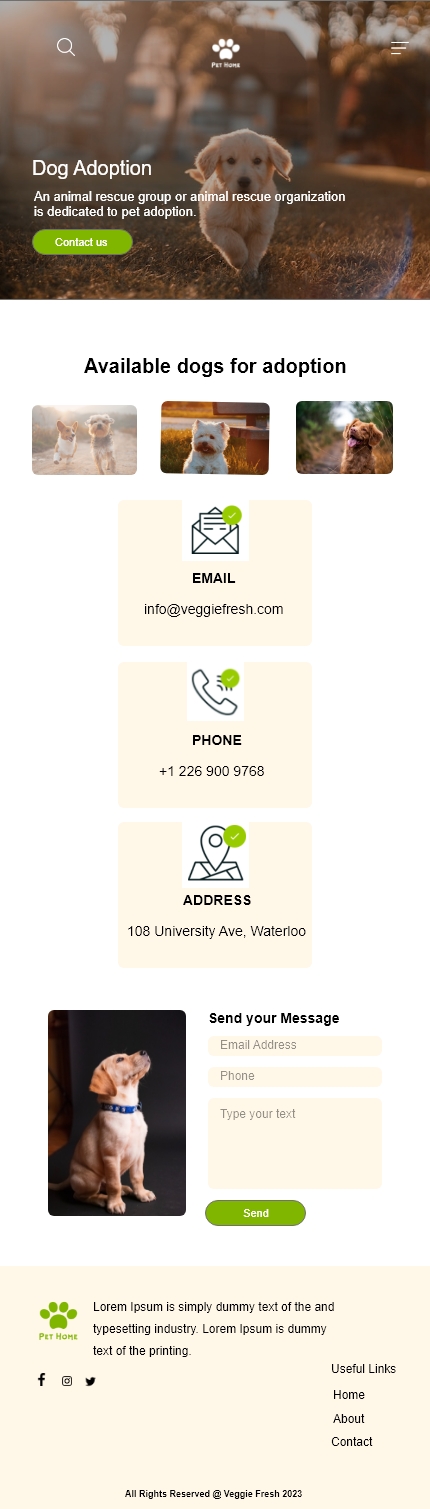 Pet Home
Dog Adoption
An animal rescue group or animal rescue organization
is dedicated to pet adoption.
Contact us
Available dogs for adoption
EMAIL
info@veggiefresh.com
PHONE
+1 226 900 9768
ADDRESS
108 University Ave, Waterloo
Send your Message
Email Address
Phone
Type your text
Send
Pet Home
Lorem Ipsum is simply dummy text of the and
typesetting industry. Lorem Ipsum is dummy
text of the printing.
Useful Links
Home
About
Contact
All Rights Reserved @ Veggie Fresh 2023